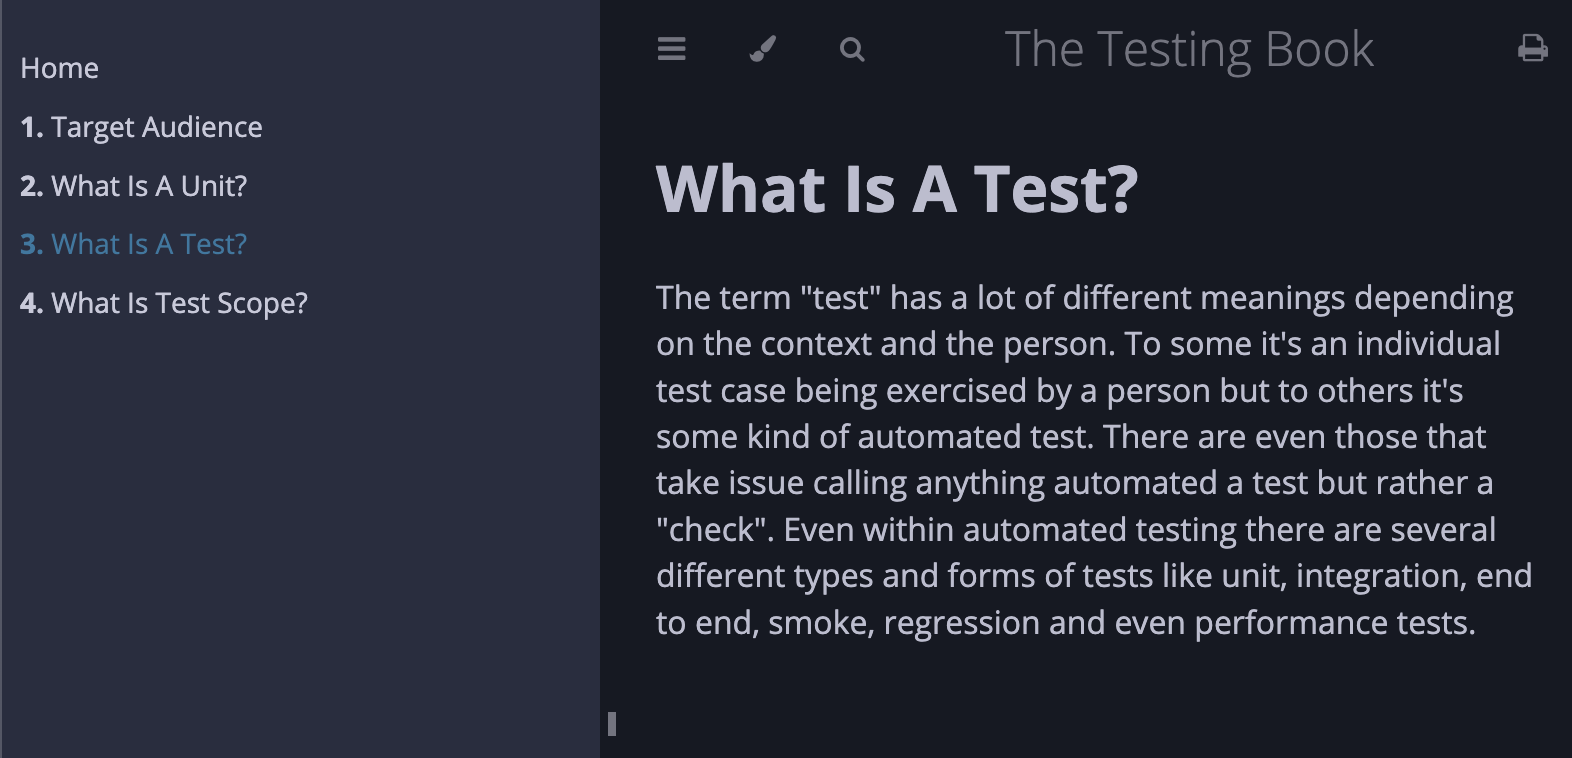 Home
1. Target Audience
2. What Is A Unit?
3. What Is A Test?
4. What Is Test Scope?
The Testing Book
What Is A Test?
The term "test" has a lot of different meanings depending
on the context and the person. To some it's an individual
test case being exercised by a person but to others it's
some kind of automated test. There are even those that
take issue calling anything automated a test but rather a
"check". Even within automated testing there are several
different types and forms of tests like unit, integration, end
to end, smoke, regression and even performance tests.